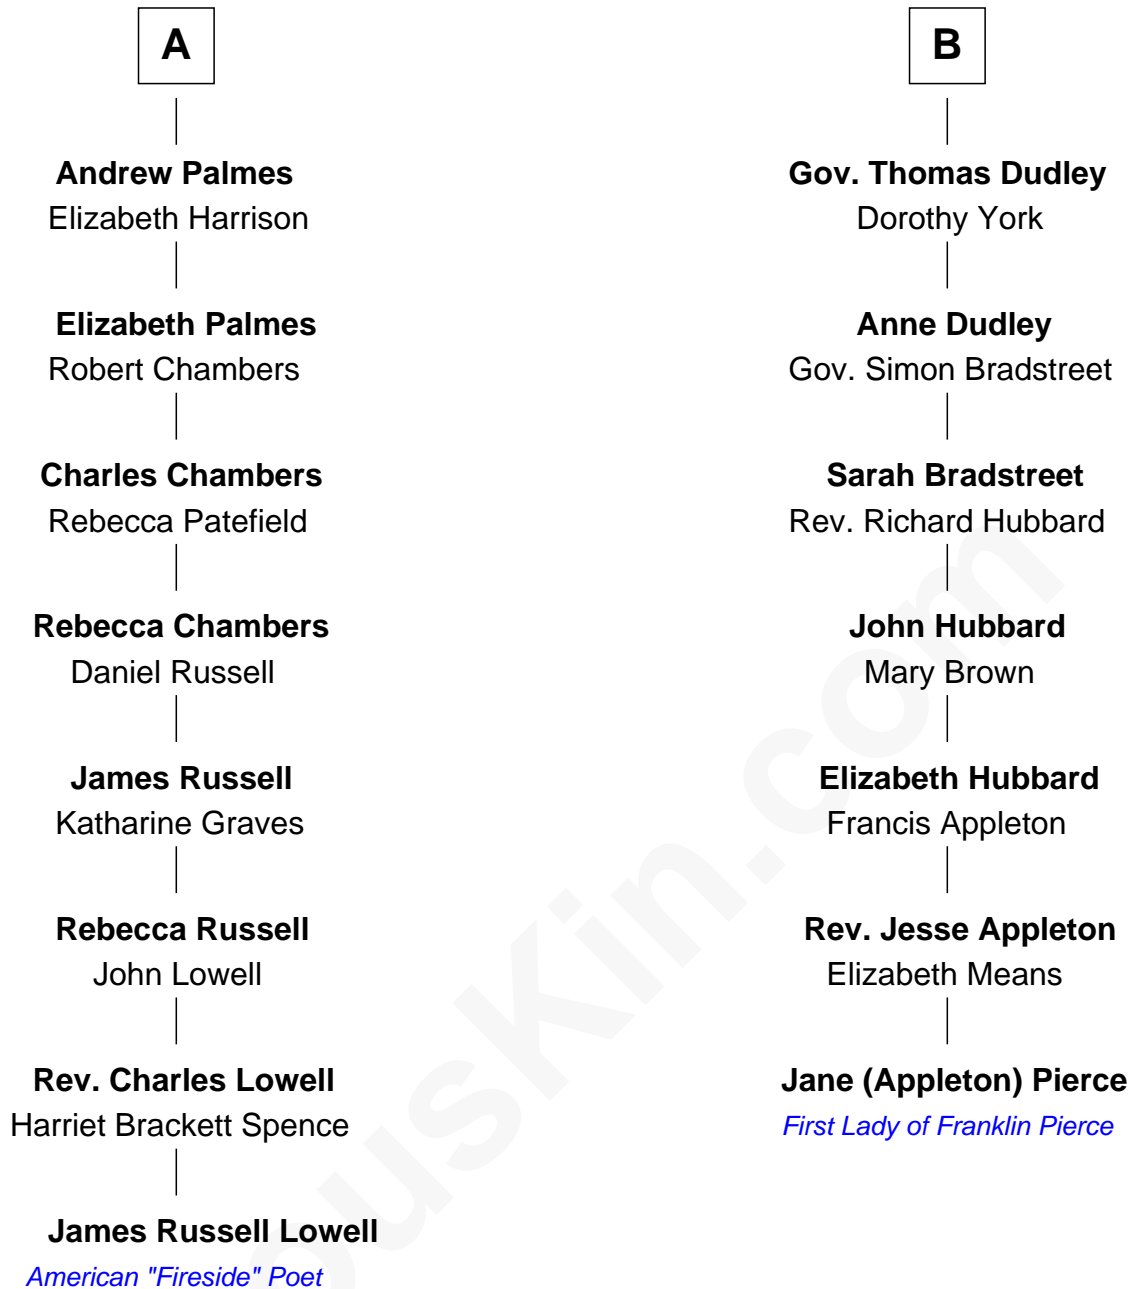 A
Andrew Palmes
Elizabeth Harrison
Elizabeth Palmes
Robert Chambers
Charles Chambers
Rebecca Patefield
Rebecca Chambers
Daniel Russell
James Russell
Katharine Graves
Rebecca Russell
John Lowell
Rev. Charles Lowell
Harriet Brackett Spence
James Russell Lowell
American "Fireside" Poet
B
Gov. Thomas Dudley
Dorothy York
Anne Dudley
Gov. Simon Bradstreet
Sarah Bradstreet
Rev. Richard Hubbard
John Hubbard
Mary Brown
Elizabeth Hubbard
Francis Appleton
Rev. Jesse Appleton
Elizabeth Means
Jane (Appleton) Pierce
First Lady of Franklin Pierce
ousKin.com